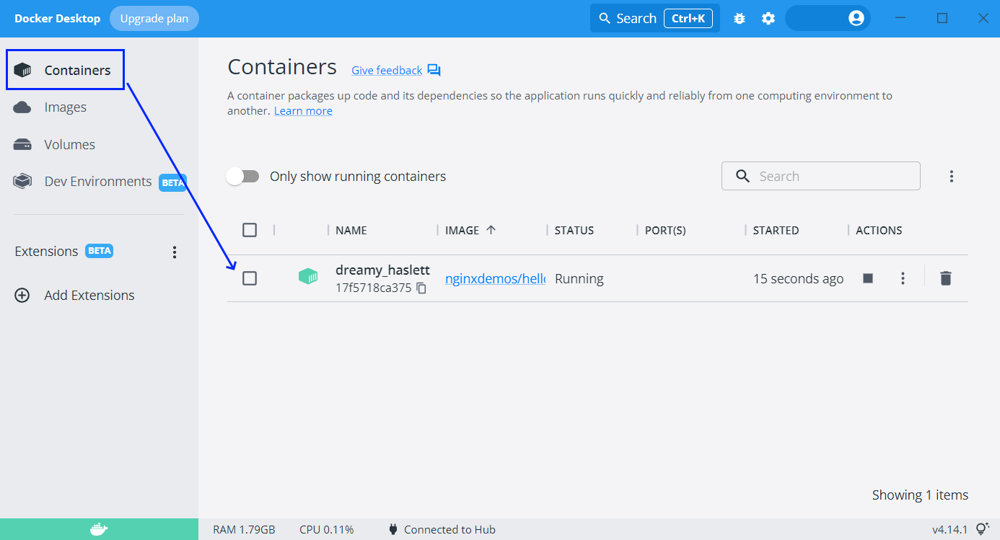 Docker Desktop Upgrade plan Search Ctrl+K
Containers
Images
Volumes
Dev Environments BETA
Extensions BETA
Add Extensions
Containers Give feedback
A container packages up code and its dependencies so the application runs quickly and reliably from one computing environment to
another. Learn more
Only show running containers Search
NAME IMAGE STATUS PORT(S) STARTED ACTIONS
dreamy_haslett nginxdemos/hello Running 15 seconds ago
17f5718ca375
Showing 1 items
RAM 1.79GB CPU 0.11% Connected to Hub v4.14.1